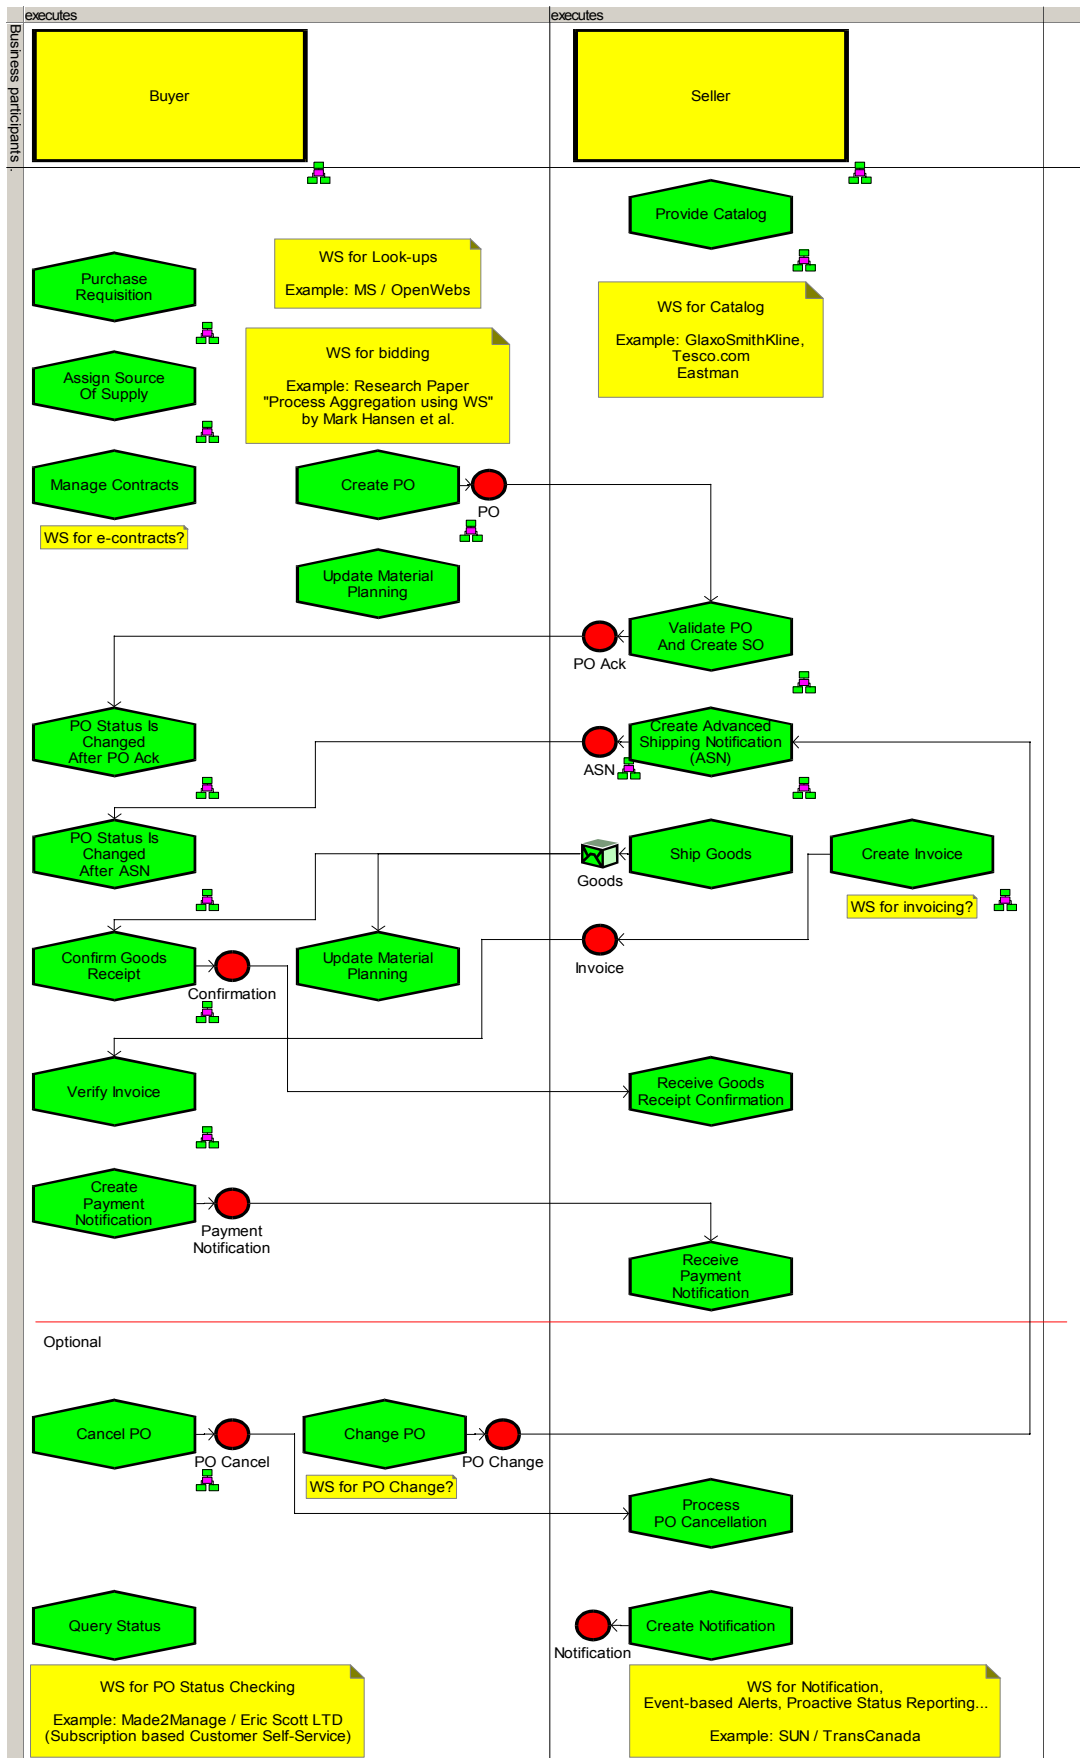 executes
executes
Business participants .
Buyer
Seller
Provide Catalog
WS for Look-ups
Example: MS / OpenWebs
Purchase
Requisition
WS for Catalog
Example: GlaxoSmithKline,
Tesco.com
Eastman
WS for bidding
Example: Research Paper
"Process Aggregation using WS"
by Mark Hansen et al.
Assign Source
Of Supply
Manage Contracts
Create PO
PO
WS for e-contracts?
Update Material
Planning
Validate PO
And Create SO
PO Ack
PO Status Is
Changed
After PO Ack
Create Advanced
Shipping Notification
(ASN)
ASN
PO Status Is
Changed
After ASN
Goods
Ship Goods
Create Invoice
WS for invoicing?
Confirm Goods
Receipt
Confirmation
Update Material
Planning
Invoice
Verify Invoice
Receive Goods
Receipt Confirmation
Create
Payment
Notification
Payment
Notification
Receive
Payment
Notification
Optional
Cancel PO
PO Cancel
Change PO
PO Change
WS for PO Change?
Process
PO Cancellation
Query Status
Notification
Create Notification
WS for PO Status Checking
Example: Made2Manage / Eric Scott LTD
(Subscription based Customer Self-Service)
WS for Notification,
Event-based Alerts, Proactive Status Reporting...
Example: SUN / TransCanada